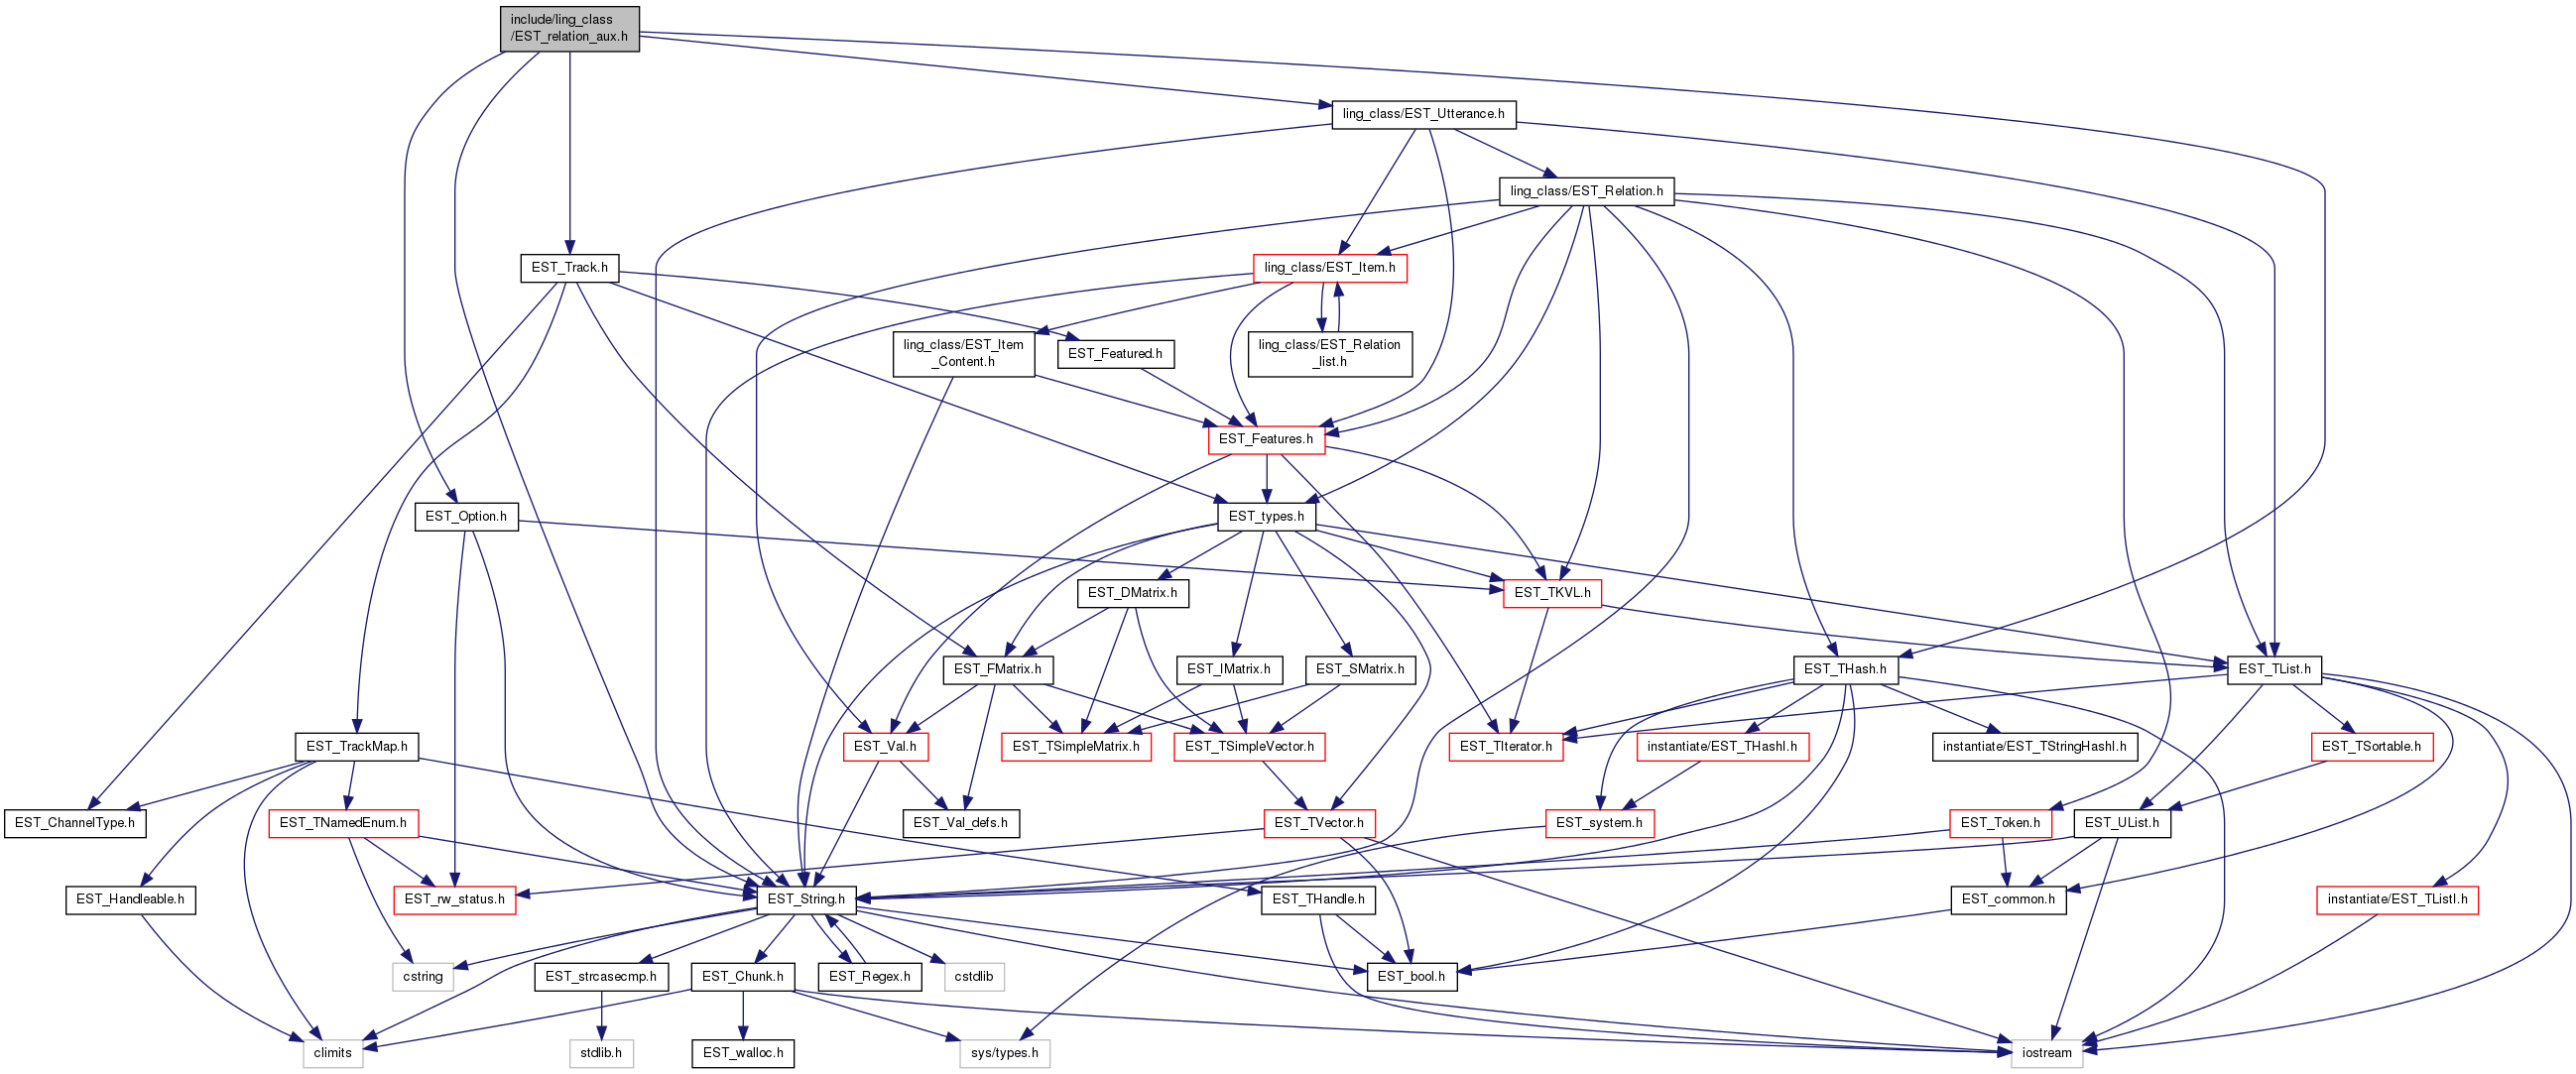 include/ling_class
/EST_relation_aux.h
ling_class/EST_Utterance.h
ling_class/EST_Relation.h
EST_Track.h
ling_class/EST_Item.h
ling_class/EST_Item
_Content.h
EST_Featured.h
ling_class/EST_Relation
_list.h
EST_Features.h
EST_Option.h
EST_types.h
EST_DMatrix.h
EST_TKVL.h
EST_FMatrix.h
EST_IMatrix.h
EST_SMatrix.h
EST_THash.h
EST_TList.h
EST_TrackMap.h
EST_Val.h
EST_TSimpleMatrix.h
EST_TSimpleVector.h
EST_TIterator.h
instantiate/EST_THashI.h
instantiate/EST_TStringHashI.h
EST_TSortable.h
EST_ChannelType.h
EST_TNamedEnum.h
EST_Val_defs.h
EST_TVector.h
EST_system.h
EST_Token.h
EST_UList.h
EST_Handleable.h
EST_rw_status.h
EST_String.h
EST_THandle.h
EST_common.h
instantiate/EST_TListI.h
cstring
EST_strcasecmp.h
EST_Chunk.h
EST_Regex.h
cstdlib
EST_bool.h
climits
stdlib.h
EST_walloc.h
sys/types.h
iostream